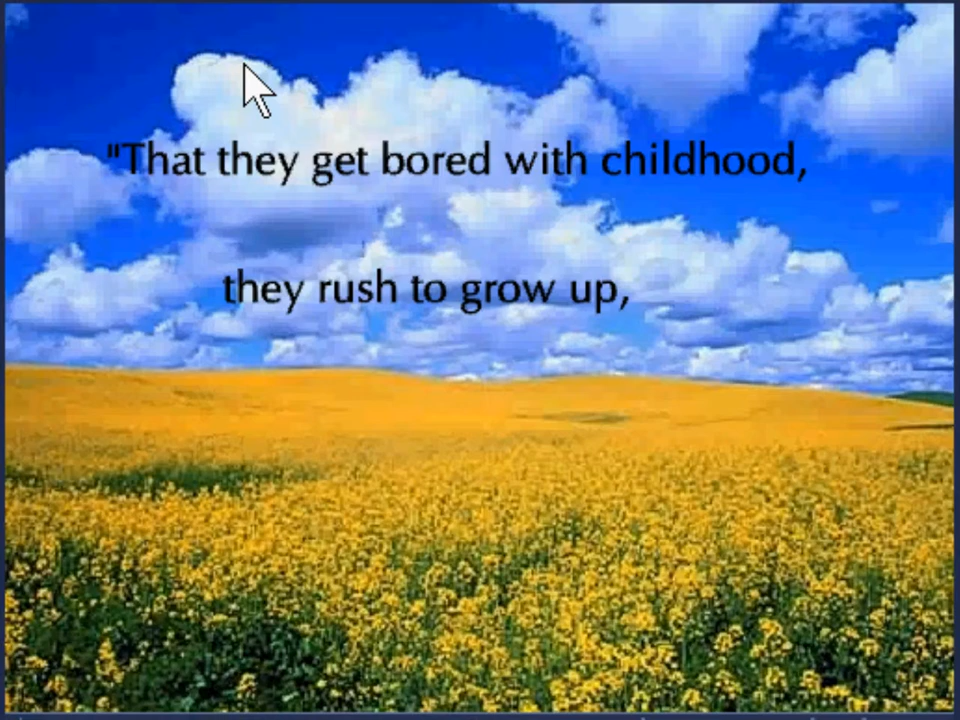 "That they get bored with childhood,
they rush to grow up,